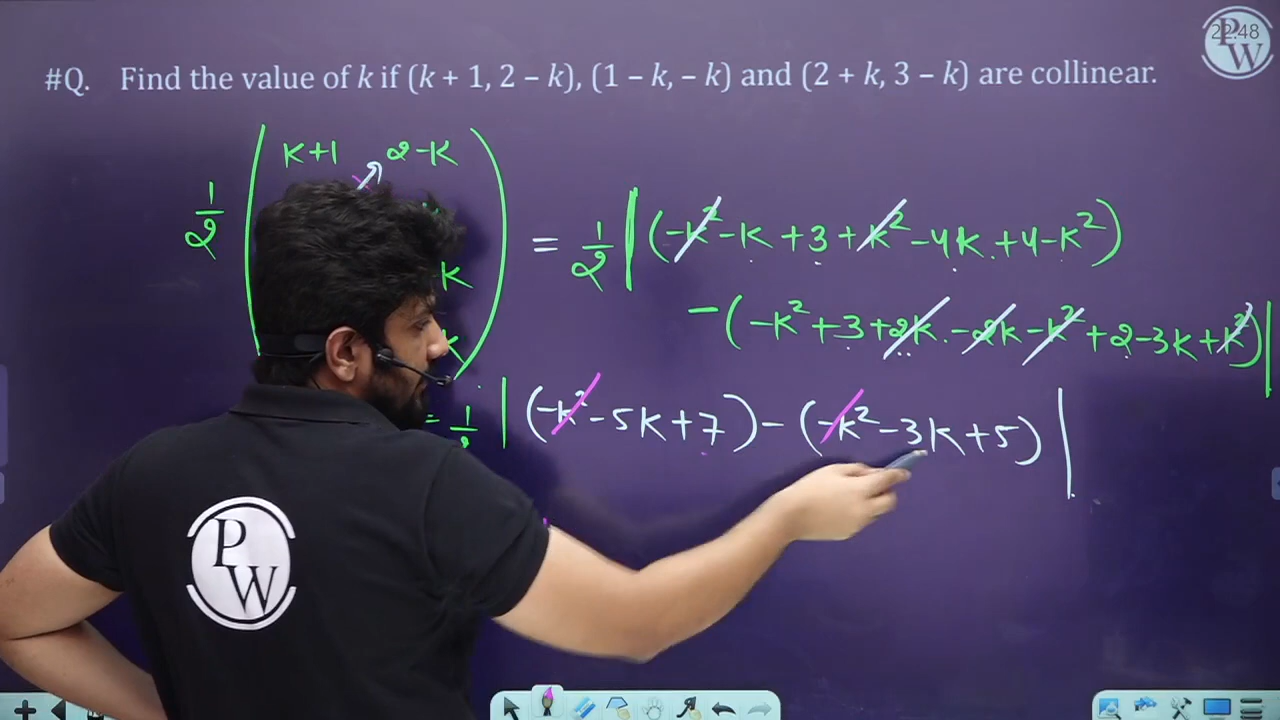 22:48
PW
#Q. Find the value of k if (k + 1, 2 – k), (1 – k, – k) and (2 + k, 3 – k) are collinear.
K+1 2-K
1/2 K = 1/2 |(-K²-K+3+K²-4K+4-K²)
-(-K²+3+2K-2K-K²+2-3K+K²)|
K
= 1 |(-K²-5K+7)-(-K²-3K+5)|
PW